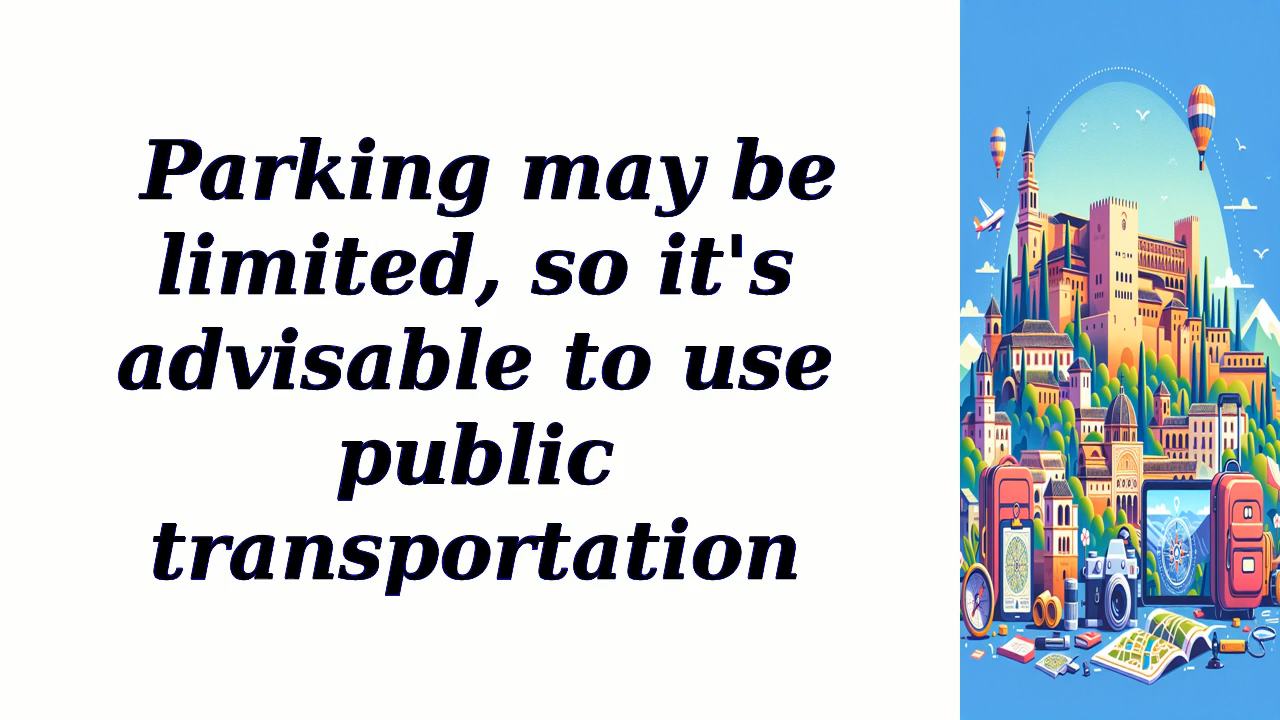 Parking may be
limited, so it's
advisable to use
public
transportation